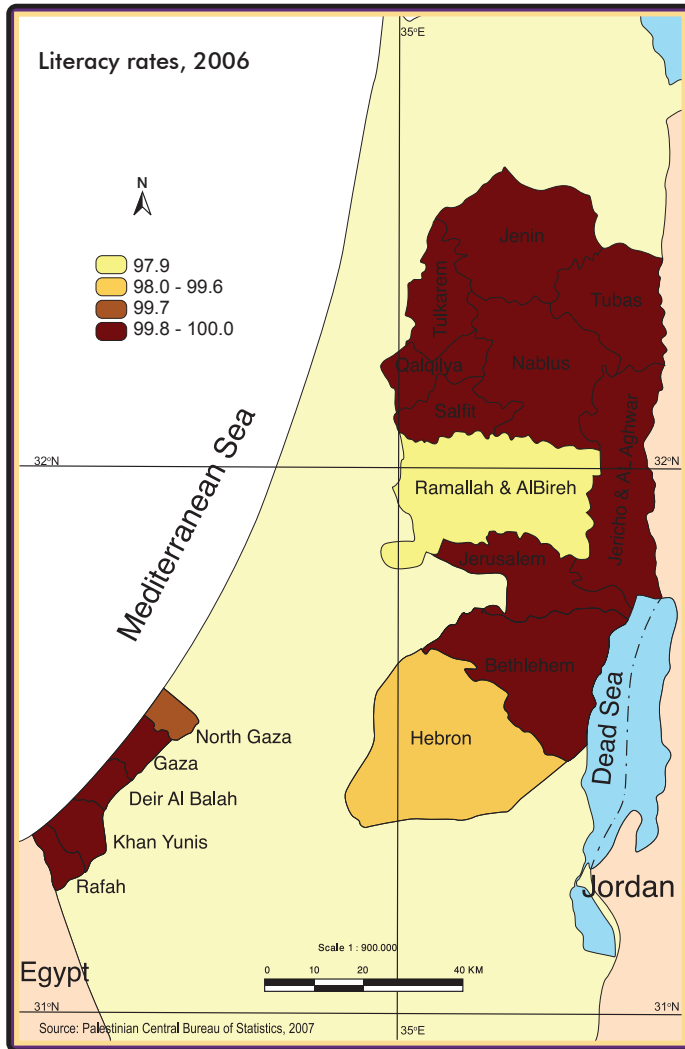 35°E
Literacy rates, 2006
N
97.9
98.0 - 99.6
99.7
99.8 - 100.0
Jenin
Tulkarem
Tubas
Qalqilya
Nablus
Salfit
Jericho & AL Aghwar
Mediterranean Sea
32°N
32°N
Ramallah & AlBireh
Jerusalem
Bethlehem
Dead Sea
Hebron
North Gaza
Gaza
Deir Al Balah
Khan Yunis
Rafah
Jordan
Egypt
Scale 1 : 900.000
0 10 20 40 KM
31°N
31°N
Source: Palestinian Central Bureau of Statistics, 2007
35°E